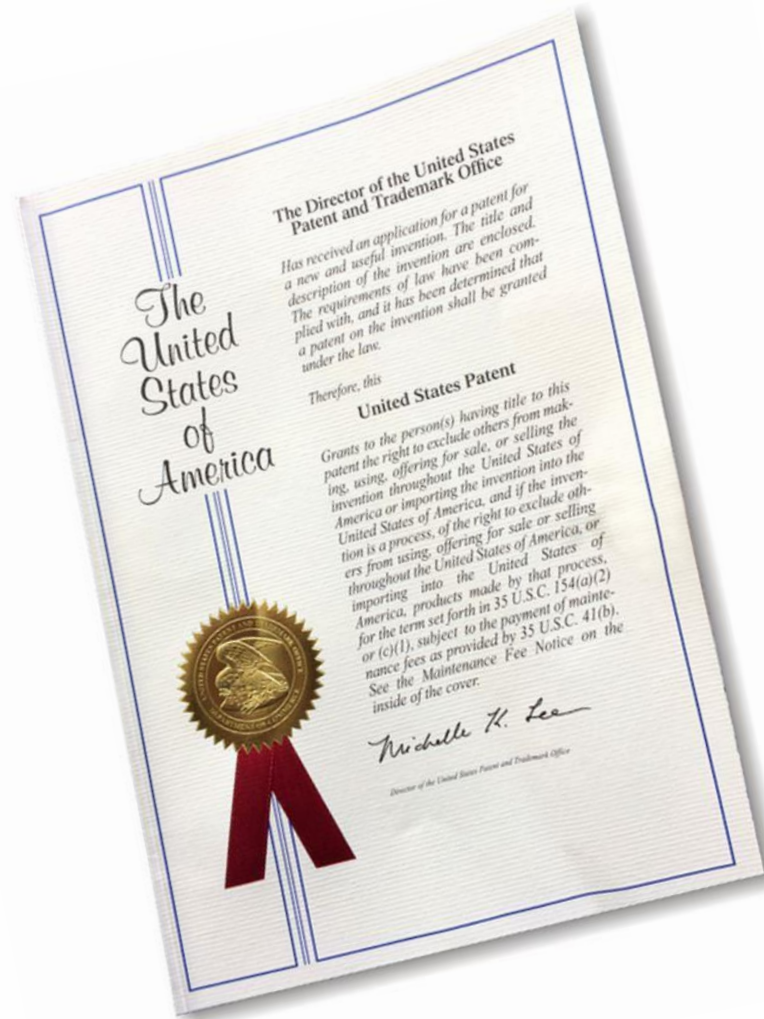 The Director of the United States
Patent and Trademark Office
Has received an application for a patent for
a new and useful invention. The title and
description of the invention are enclosed.
The requirements of law have been com-
plied with, and it has been determined that
a patent on the invention shall be granted
under the law.
Therefore, this
United States Patent
Grants to the person(s) having title to this
patent the right to exclude others from mak-
ing, using, offering for sale, or selling the
invention throughout the United States of
America or importing the invention into the
United States of America, and if the inven-
tion is a process, of the right to exclude oth-
ers from using, offering for sale or selling
throughout the United States of America, or
importing into the United States of
America, products made by that process,
for the term set forth in 35 U.S.C. 154(a)(2)
or (c)(1), subject to the payment of mainte-
nance fees as provided by 35 U.S.C. 41(b).
See the Maintenance Fee Notice on the
inside of the cover.
Michelle K. Lee
Director of the United States Patent and Trademark Office
The
United
States
of
America
UNITED STATES PATENT AND TRADEMARK OFFICE
DEPARTMENT OF COMMERCE